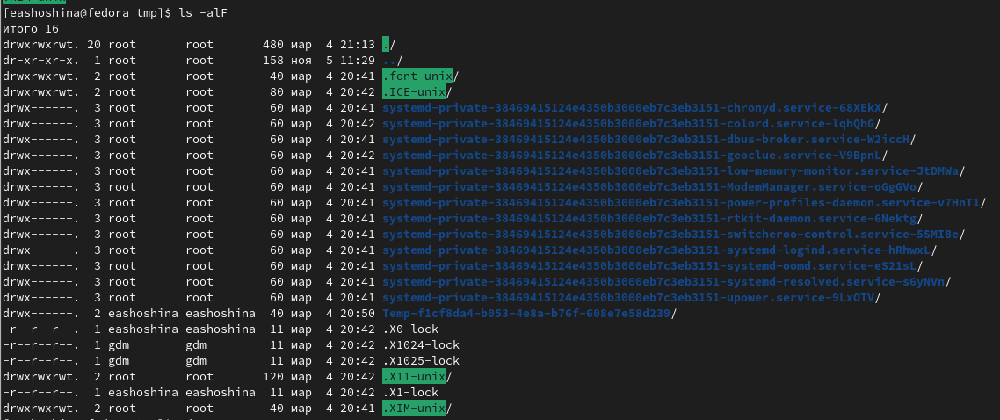 [eashoshina@fedora tmp]$ ls -alF
итого 16
drwxrwxrwt. 20 root       root       480 мар  4 21:13 ./
dr-xr-xr-x.  1 root       root       158 ноя  5 11:29 ../
drwxrwxrwt.  2 root       root        40 мар  4 20:41 .font-unix/
drwxrwxrwt.  2 root       root        80 мар  4 20:42 .ICE-unix/
drwx------.  3 root       root        60 мар  4 20:41 systemd-private-38469415124e4350b3000eb7c3eb3151-chronyd.service-68XEkX/
drwx------.  3 root       root        60 мар  4 20:42 systemd-private-38469415124e4350b3000eb7c3eb3151-colord.service-lqhQhG/
drwx------.  3 root       root        60 мар  4 20:41 systemd-private-38469415124e4350b3000eb7c3eb3151-dbus-broker.service-W2iccH/
drwx------.  3 root       root        60 мар  4 20:42 systemd-private-38469415124e4350b3000eb7c3eb3151-geoclue.service-V9BpnL/
drwx------.  3 root       root        60 мар  4 20:41 systemd-private-38469415124e4350b3000eb7c3eb3151-low-memory-monitor.service-JtDMWa/
drwx------.  3 root       root        60 мар  4 20:41 systemd-private-38469415124e4350b3000eb7c3eb3151-ModemManager.service-oGgGVo/
drwx------.  3 root       root        60 мар  4 20:41 systemd-private-38469415124e4350b3000eb7c3eb3151-power-profiles-daemon.service-v7HnT1/
drwx------.  3 root       root        60 мар  4 20:41 systemd-private-38469415124e4350b3000eb7c3eb3151-rtkit-daemon.service-6Nektg/
drwx------.  3 root       root        60 мар  4 20:41 systemd-private-38469415124e4350b3000eb7c3eb3151-switcheroo-control.service-5SMIBe/
drwx------.  3 root       root        60 мар  4 20:41 systemd-private-38469415124e4350b3000eb7c3eb3151-systemd-logind.service-hRhwxL/
drwx------.  3 root       root        60 мар  4 20:41 systemd-private-38469415124e4350b3000eb7c3eb3151-systemd-oomd.service-eS21sL/
drwx------.  3 root       root        60 мар  4 20:41 systemd-private-38469415124e4350b3000eb7c3eb3151-systemd-resolved.service-s6yNVn/
drwx------.  3 root       root        60 мар  4 20:41 systemd-private-38469415124e4350b3000eb7c3eb3151-upower.service-9LxOTV/
drwx------.  2 eashoshina eashoshina  40 мар  4 20:50 Temp-f1cf8da4-b053-4e8a-b76f-608e7e58d239/
-r--r--r--.  1 eashoshina eashoshina  11 мар  4 20:42 .X0-lock
-r--r--r--.  1 gdm        gdm         11 мар  4 20:42 .X1024-lock
-r--r--r--.  1 gdm        gdm         11 мар  4 20:42 .X1025-lock
drwxrwxrwt.  2 root       root       120 мар  4 20:42 .X11-unix/
-r--r--r--.  1 eashoshina eashoshina  11 мар  4 20:42 .X1-lock
drwxrwxrwt.  2 root       root        40 мар  4 20:41 .XIM-unix/